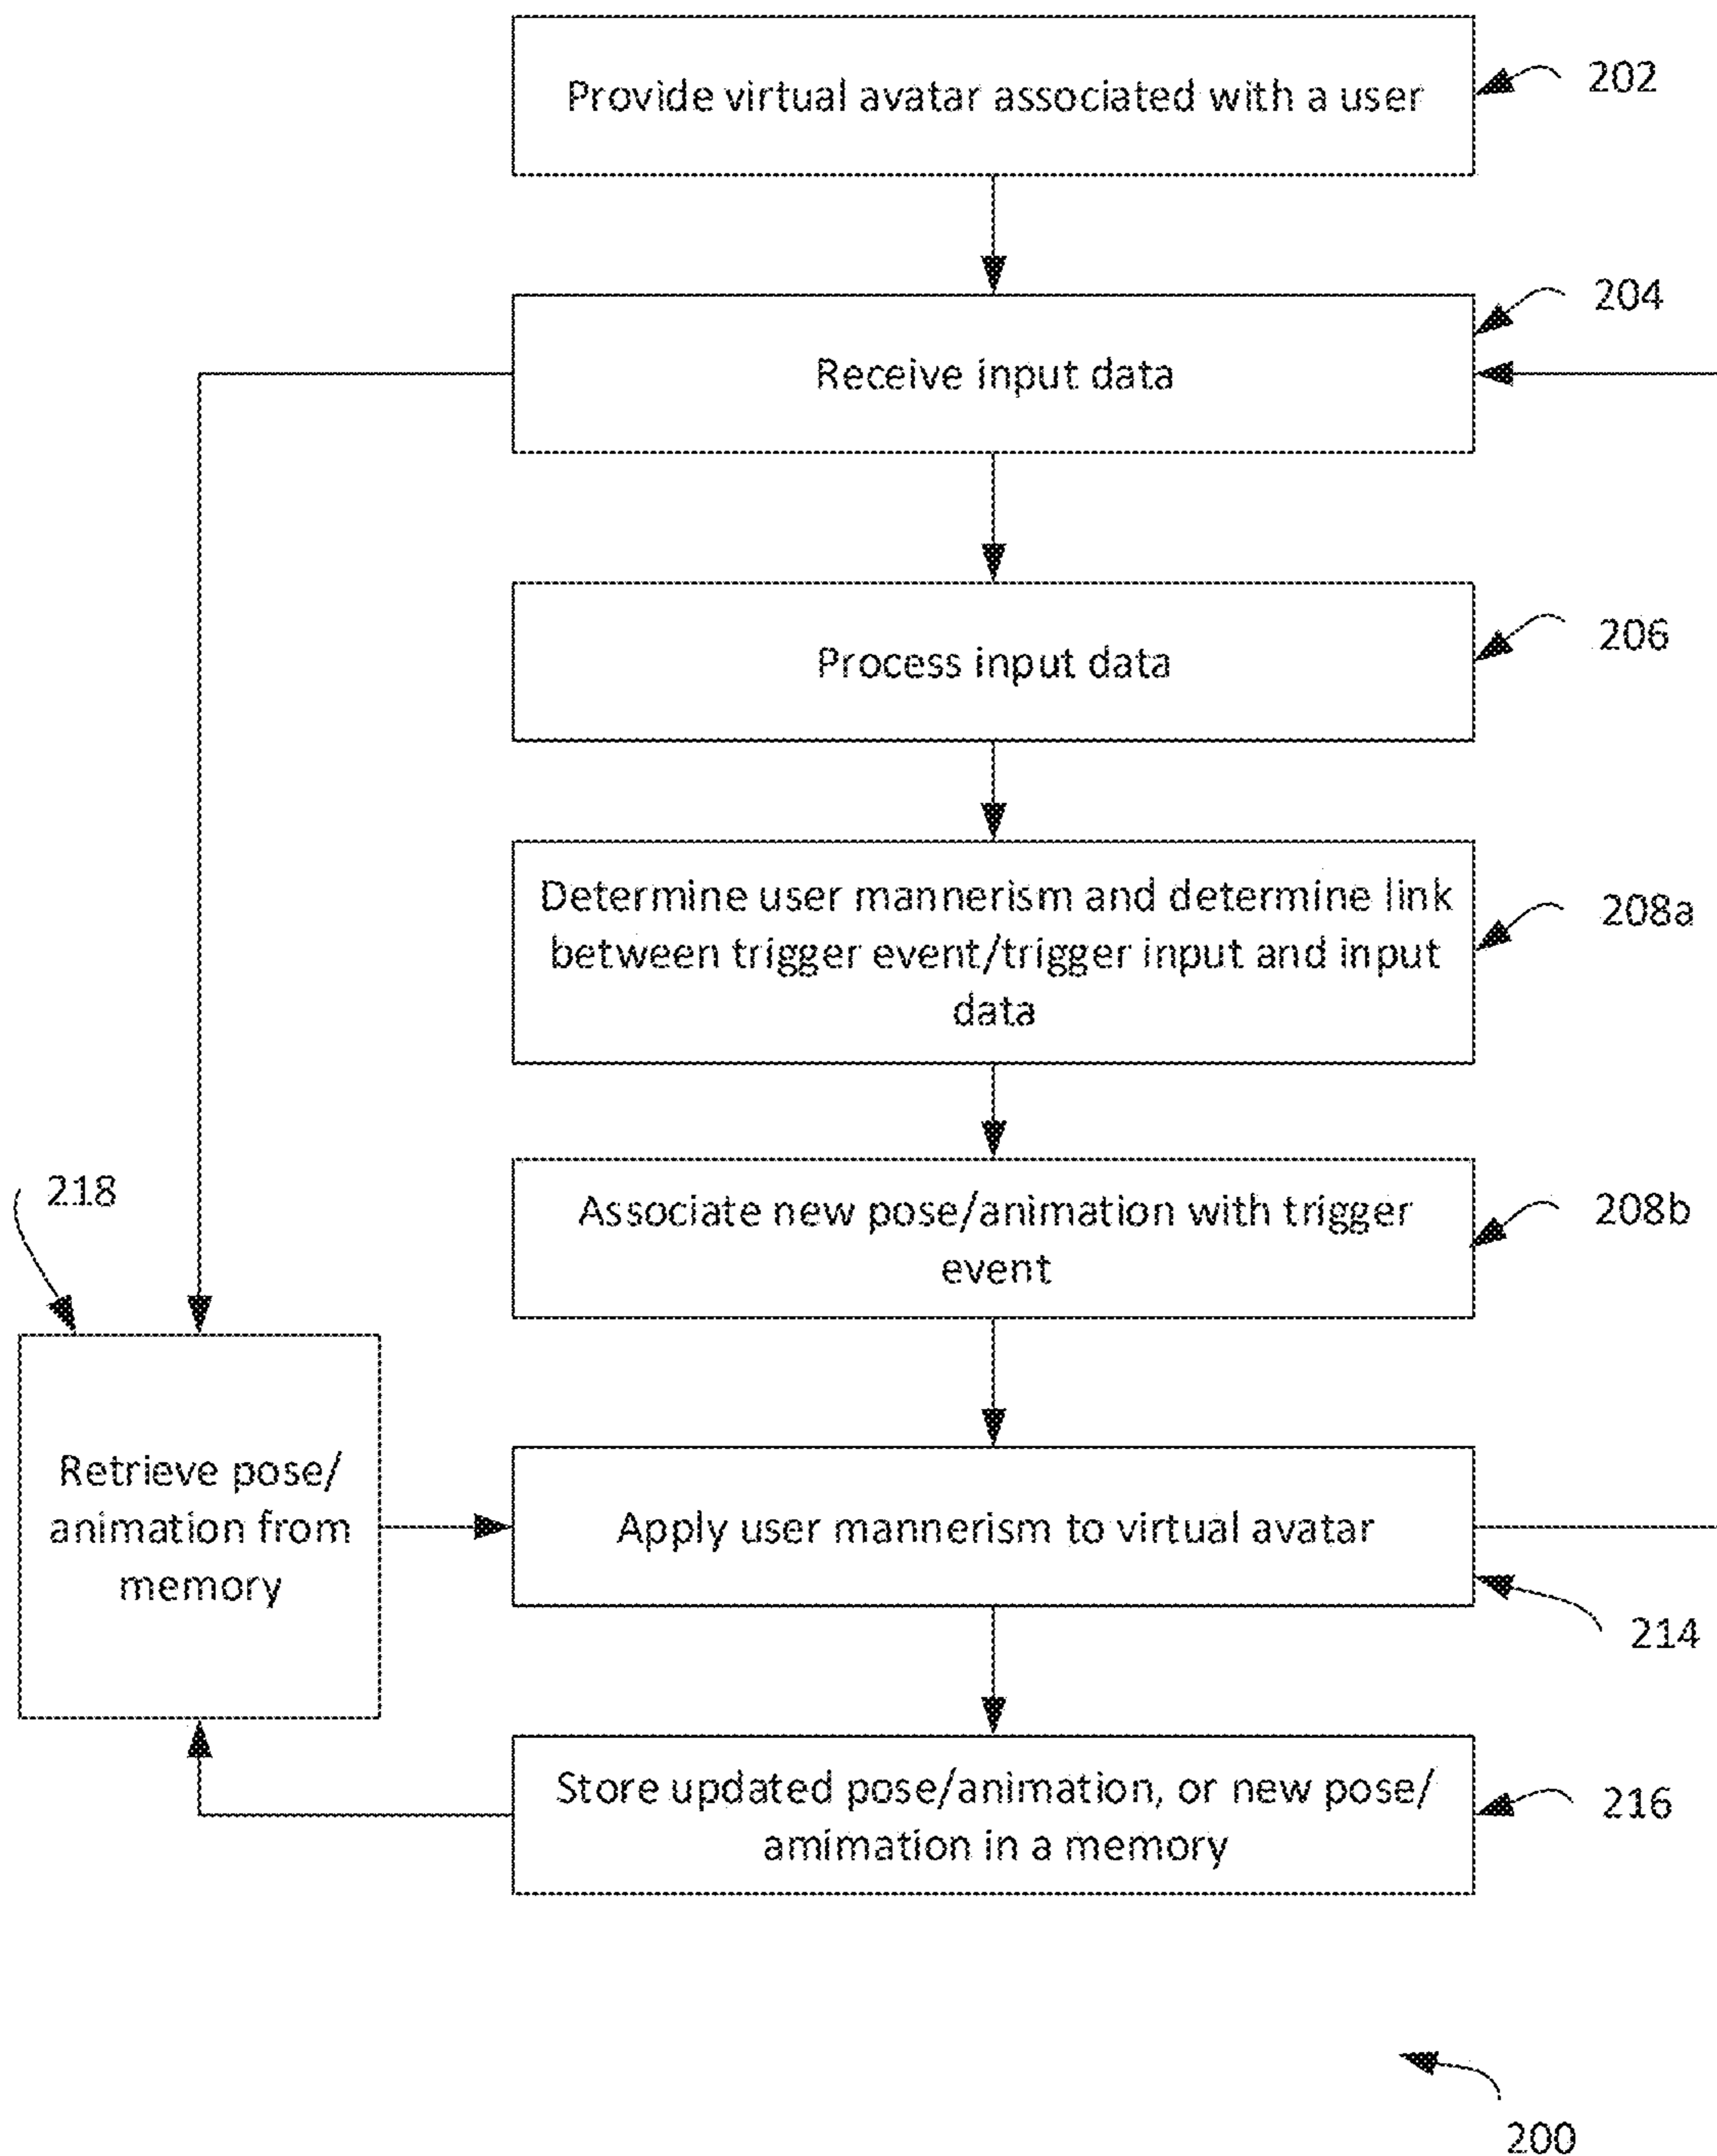 Provide virtual avatar associated with a user
202
Receive input data
204
Process input data
206
Determine user mannerism and determine link
between trigger event/trigger input and input
data
208a
Associate new pose/animation with trigger
event
208b
218
Retrieve pose/
animation from
memory
Apply user mannerism to virtual avatar
214
Store updated pose/animation, or new pose/
amimation in a memory
216
200